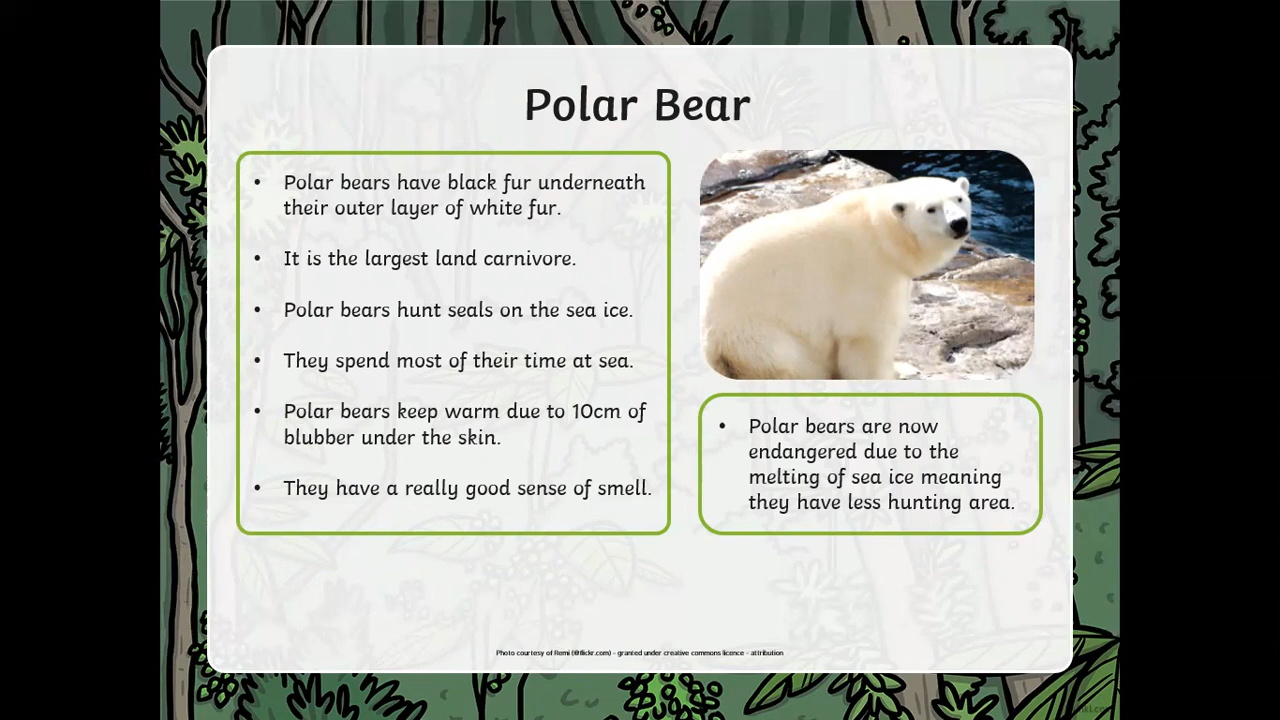 Polar Bear
• Polar bears have black fur underneath
their outer layer of white fur.
• It is the largest land carnivore.
• Polar bears hunt seals on the sea ice.
• They spend most of their time at sea.
• Polar bears keep warm due to 10cm of
blubber under the skin.
• They have a really good sense of smell.
• Polar bears are now
endangered due to the
melting of sea ice meaning
they have less hunting area.
Photo courtesy of Remi (@flickr.com) - granted under creative commons licence - attribution